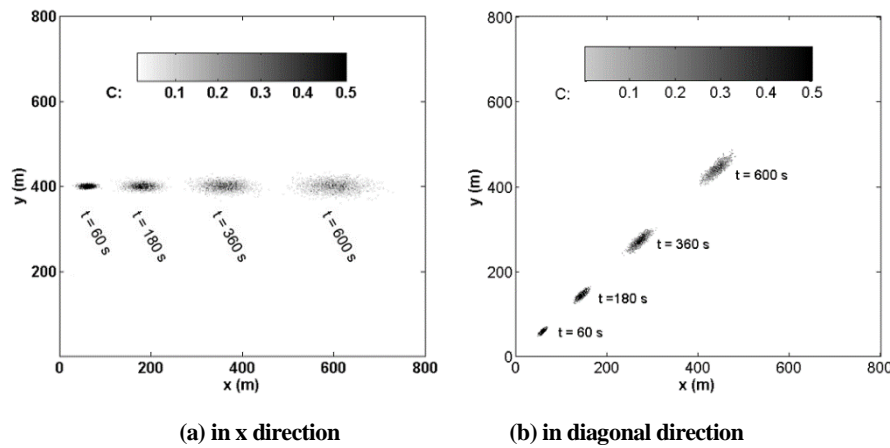 800
600
400
200
0
y (m)
C: 0.1 0.2 0.3 0.4 0.5
t = 60 s
t = 180 s
t = 360 s
t = 600 s
0 200 400 600 800
x (m)
(a) in x direction
800
600
400
200
0
y (m)
C: 0.1 0.2 0.3 0.4 0.5
t = 600 s
t = 360 s
t =180 s
t = 60 s
0 200 400 600 800
x (m)
(b) in diagonal direction